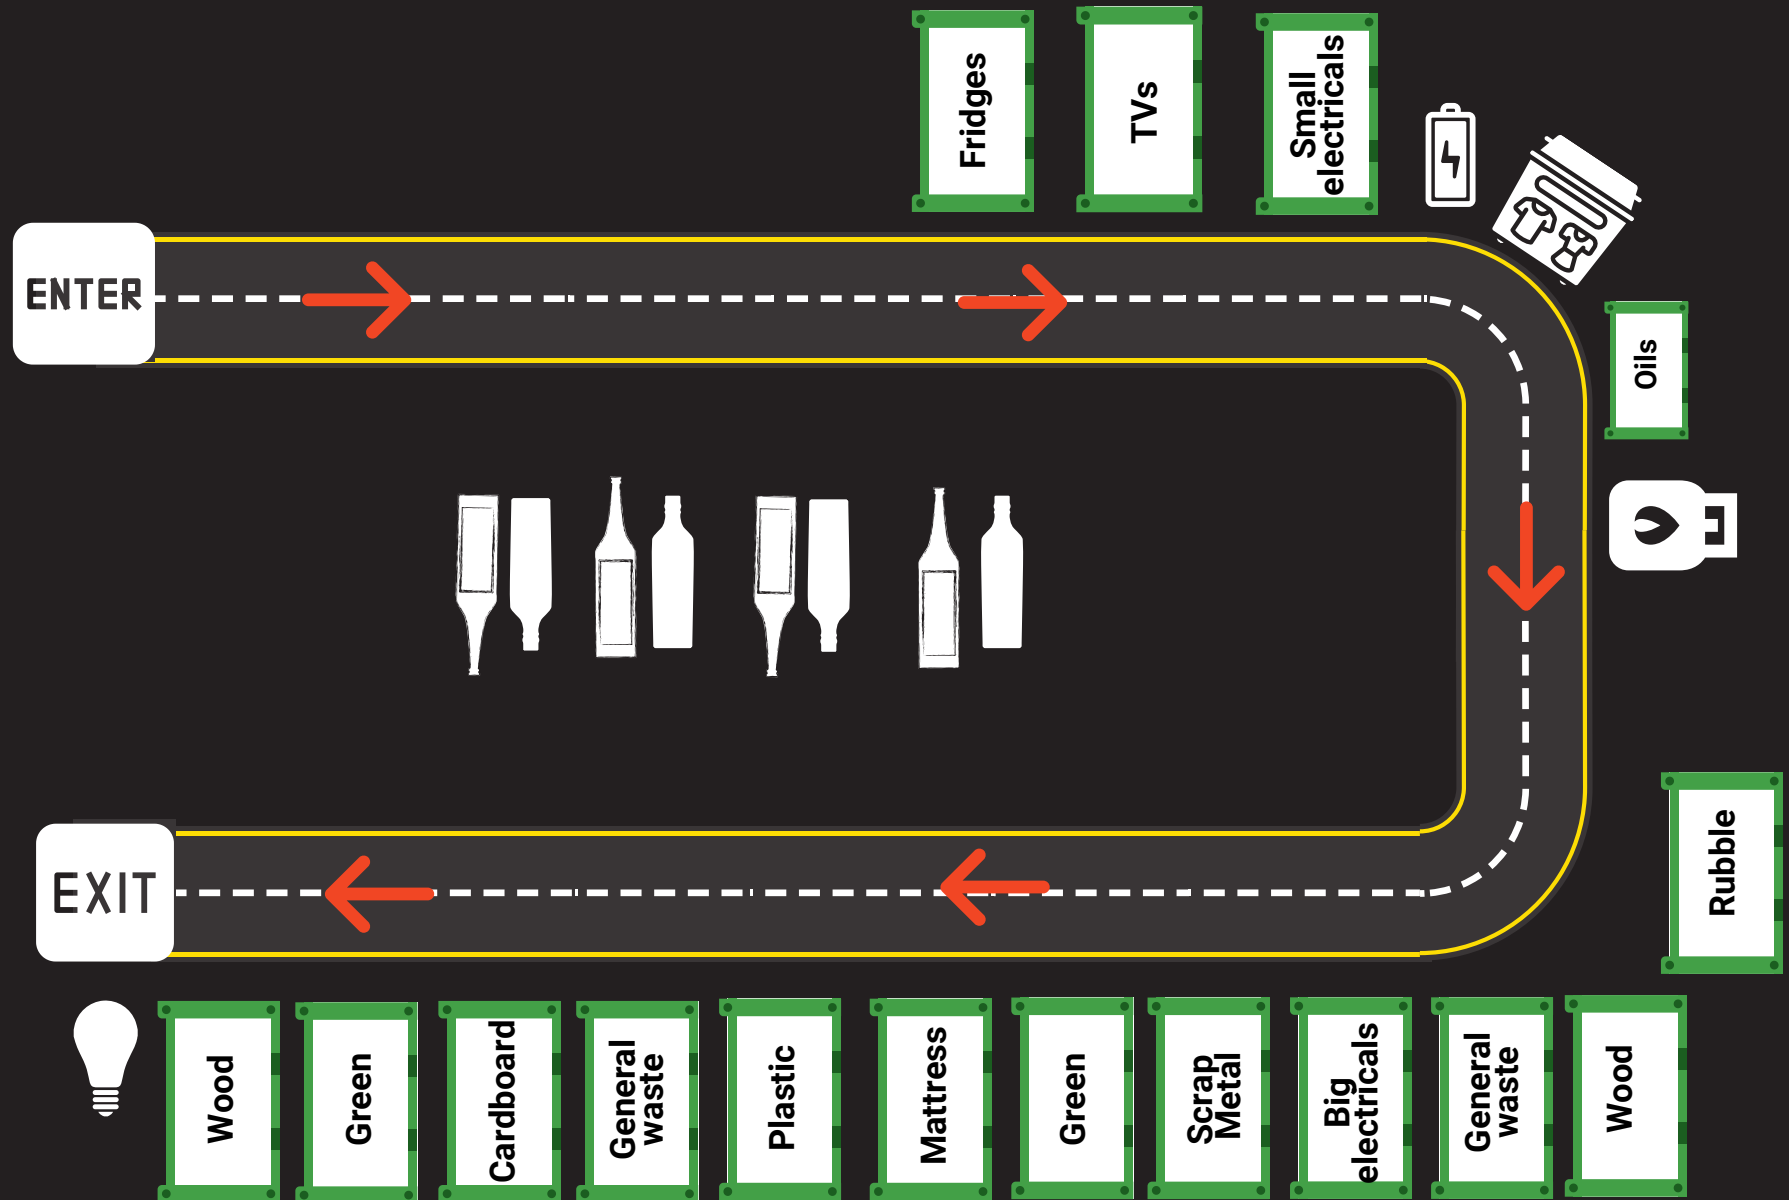 Fridges
TVs
Small
electricals
ENTER
Oils
Rubble
EXIT
Wood
Green
Cardboard
General
waste
Plastic
Mattress
Green
Scrap
Metal
Big
electricals
General
waste
Wood